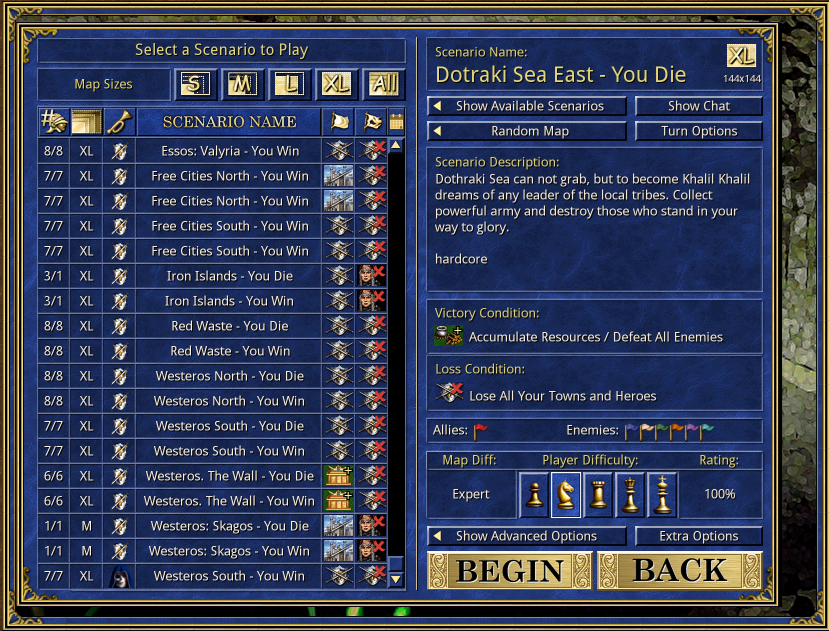 Select a Scenario to Play
Map Sizes
S
M
L
XL
All
#
SCENARIO NAME
8/8 XL Essos: Valyria - You Win
7/7 XL Free Cities North - You Win
7/7 XL Free Cities North - You Win
7/7 XL Free Cities South - You Win
7/7 XL Free Cities South - You Win
3/1 XL Iron Islands - You Die
3/1 XL Iron Islands - You Win
8/8 XL Red Waste - You Die
8/8 XL Red Waste - You Win
8/8 XL Westeros North - You Die
8/8 XL Westeros North - You Win
7/7 XL Westeros South - You Die
7/7 XL Westeros South - You Win
6/6 XL Westeros. The Wall - You Die
6/6 XL Westeros. The Wall - You Win
1/1 M Westeros: Skagos - You Die
1/1 M Westeros: Skagos - You Win
7/7 XL Westeros South - You Win
Scenario Name:
Dotraki Sea East - You Die
XL
144x144
Show Available Scenarios
Show Chat
Random Map
Turn Options
Scenario Description:
Dothraki Sea can not grab, but to become Khalil Khalil
dreams of any leader of the local tribes. Collect
powerful army and destroy those who stand in your
way to glory.
hardcore
Victory Condition:
Accumulate Resources / Defeat All Enemies
Loss Condition:
Lose All Your Towns and Heroes
Allies:
Enemies:
Map Diff:
Player Difficulty:
Rating:
Expert
100%
Show Advanced Options
Extra Options
BEGIN
BACK